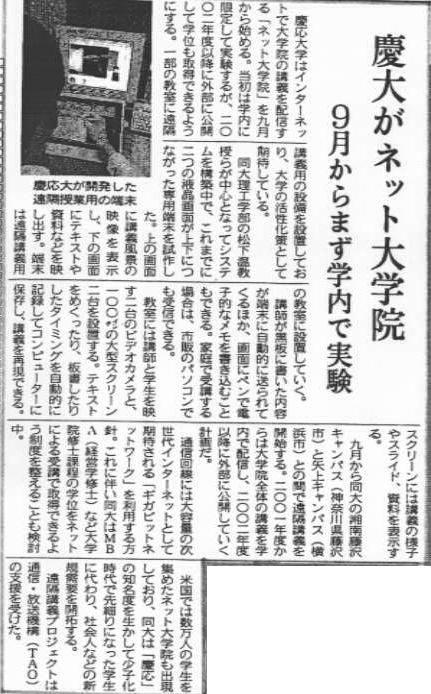 慶大がネット大学院
9月からまず学内で実験
慶応大学はインターネッ
トで大学院の講義を配信す
る「ネット大学院」を九月
から始める。当初は学内に
限定して実験するが、二〇
〇二年度以降に外部に公開
して学位も取得できるよう
にする。一部の教室に遠隔
講義用の設備を設置してお
り、大学の活性化策として
期待している。
同大理工学部の松下温教
授らが中心となってシステ
ムを構築中で、これまでに
二つの液晶画面が上下につ
ながった専用端末を試作し
た。上の画面
に講義風景の
映像を表示
し、下の画面
にテキストや
資料などを映
し出す。端末
は遠隔講義用
慶応大が開発した
遠隔授業用の端末
の教室に設置していく。
講師が黒板に書いた内容
が端末に自動的に送られて
くるほか、画面にペンで電
子的なメモを書き込むこと
もできる。家庭で受講する
場合は、市販のパソコンで
も受信できる。
教室には講師と学生を映
す二台のビデオカメラと、
一〇〇㌅の大型スクリーン
二台を設置する。テキスト
をめくったり、板書したり
したタイミングを自動的に
記録してコンピューターに
保存し、講義を再現できる。
スクリーンには講義の様子
やスライド、資料を表示す
る。
九月から同大の湘南藤沢
キャンパス（神奈川県藤沢
市）と矢上キャンパス（横
浜市）との間で遠隔講義を
開始する。二〇〇一年度か
らは大学院全体の講義を学
内で配信し、二〇〇二年度
以降に外部に公開していく
計画だ。
通信回線には大容量の次
世代インターネットとして
期待される「ギガビットネ
ットワーク」を利用する方
針。これに伴い同大はMB
A（経営学修士）など大学
院修士課程の学位をネット
による受講で取得できるよ
う制度を整えることも検討
中。
米国では数万人の学生を
集めたネット大学院も出現
しており、同大は「慶応」
の知名度を生かして少子化
時代で先細りになった学生
に代わり、社会人などの新
規需要を開拓する。
遠隔講義プロジェクトは
通信・放送機構（TAO）
の支援を受けた。